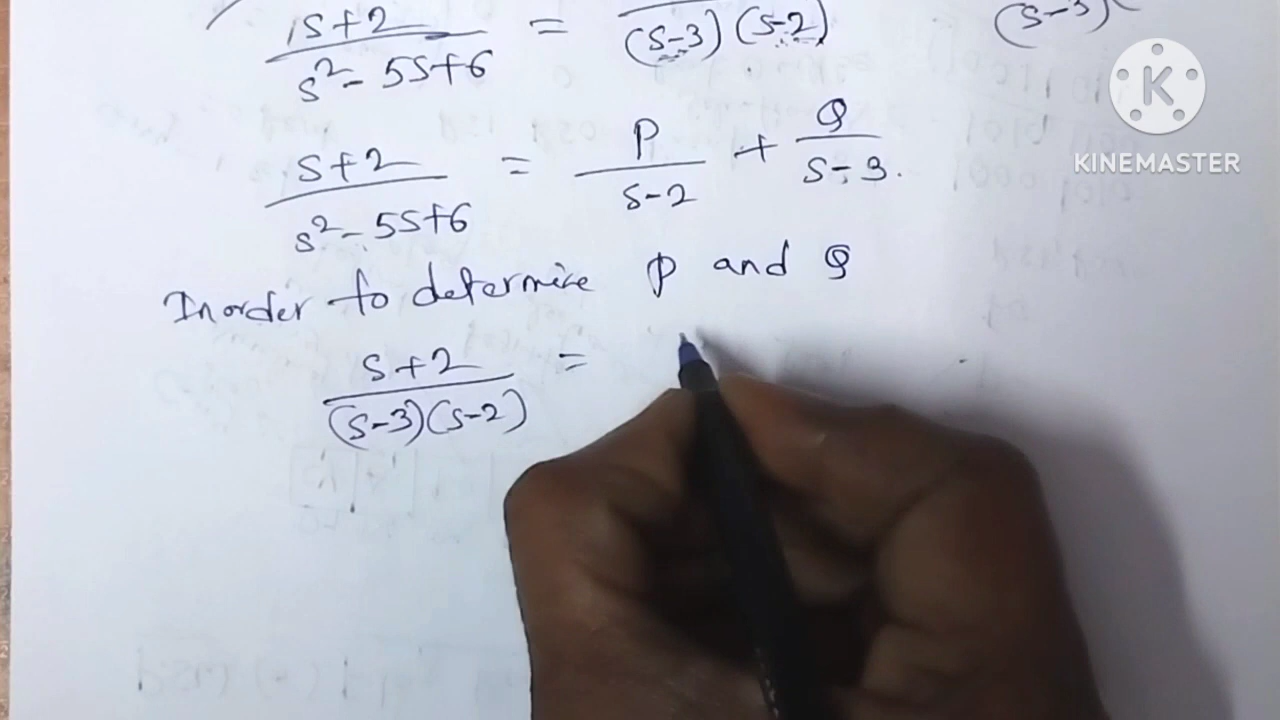 s+2 / s² - 5s+6 = / (s-3)(s-2) (s-3)(
s+2 / s² - 5s+6 = P / s-2 + Q / s-3.
KINEMASTER
Inorder to determine P and Q
s+2 / (s-3)(s-2) =